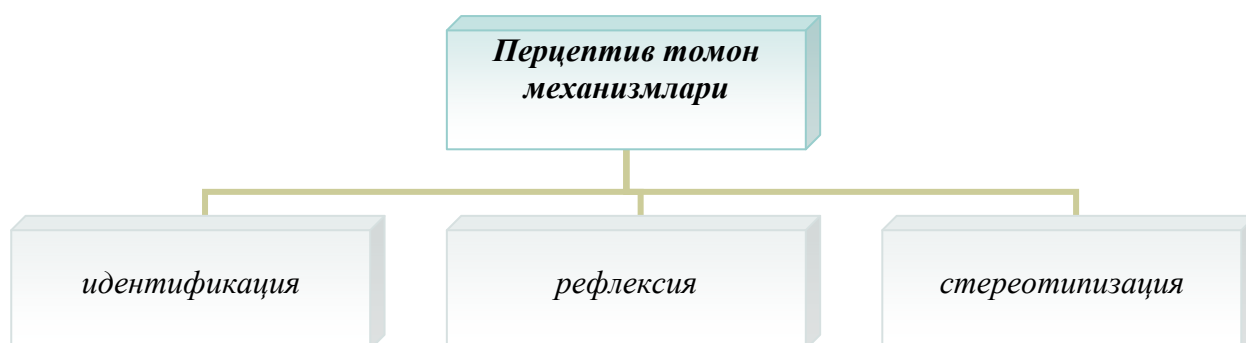 Перцептив томон
механизмлари
идентификация
рефлексия
стереотипизация